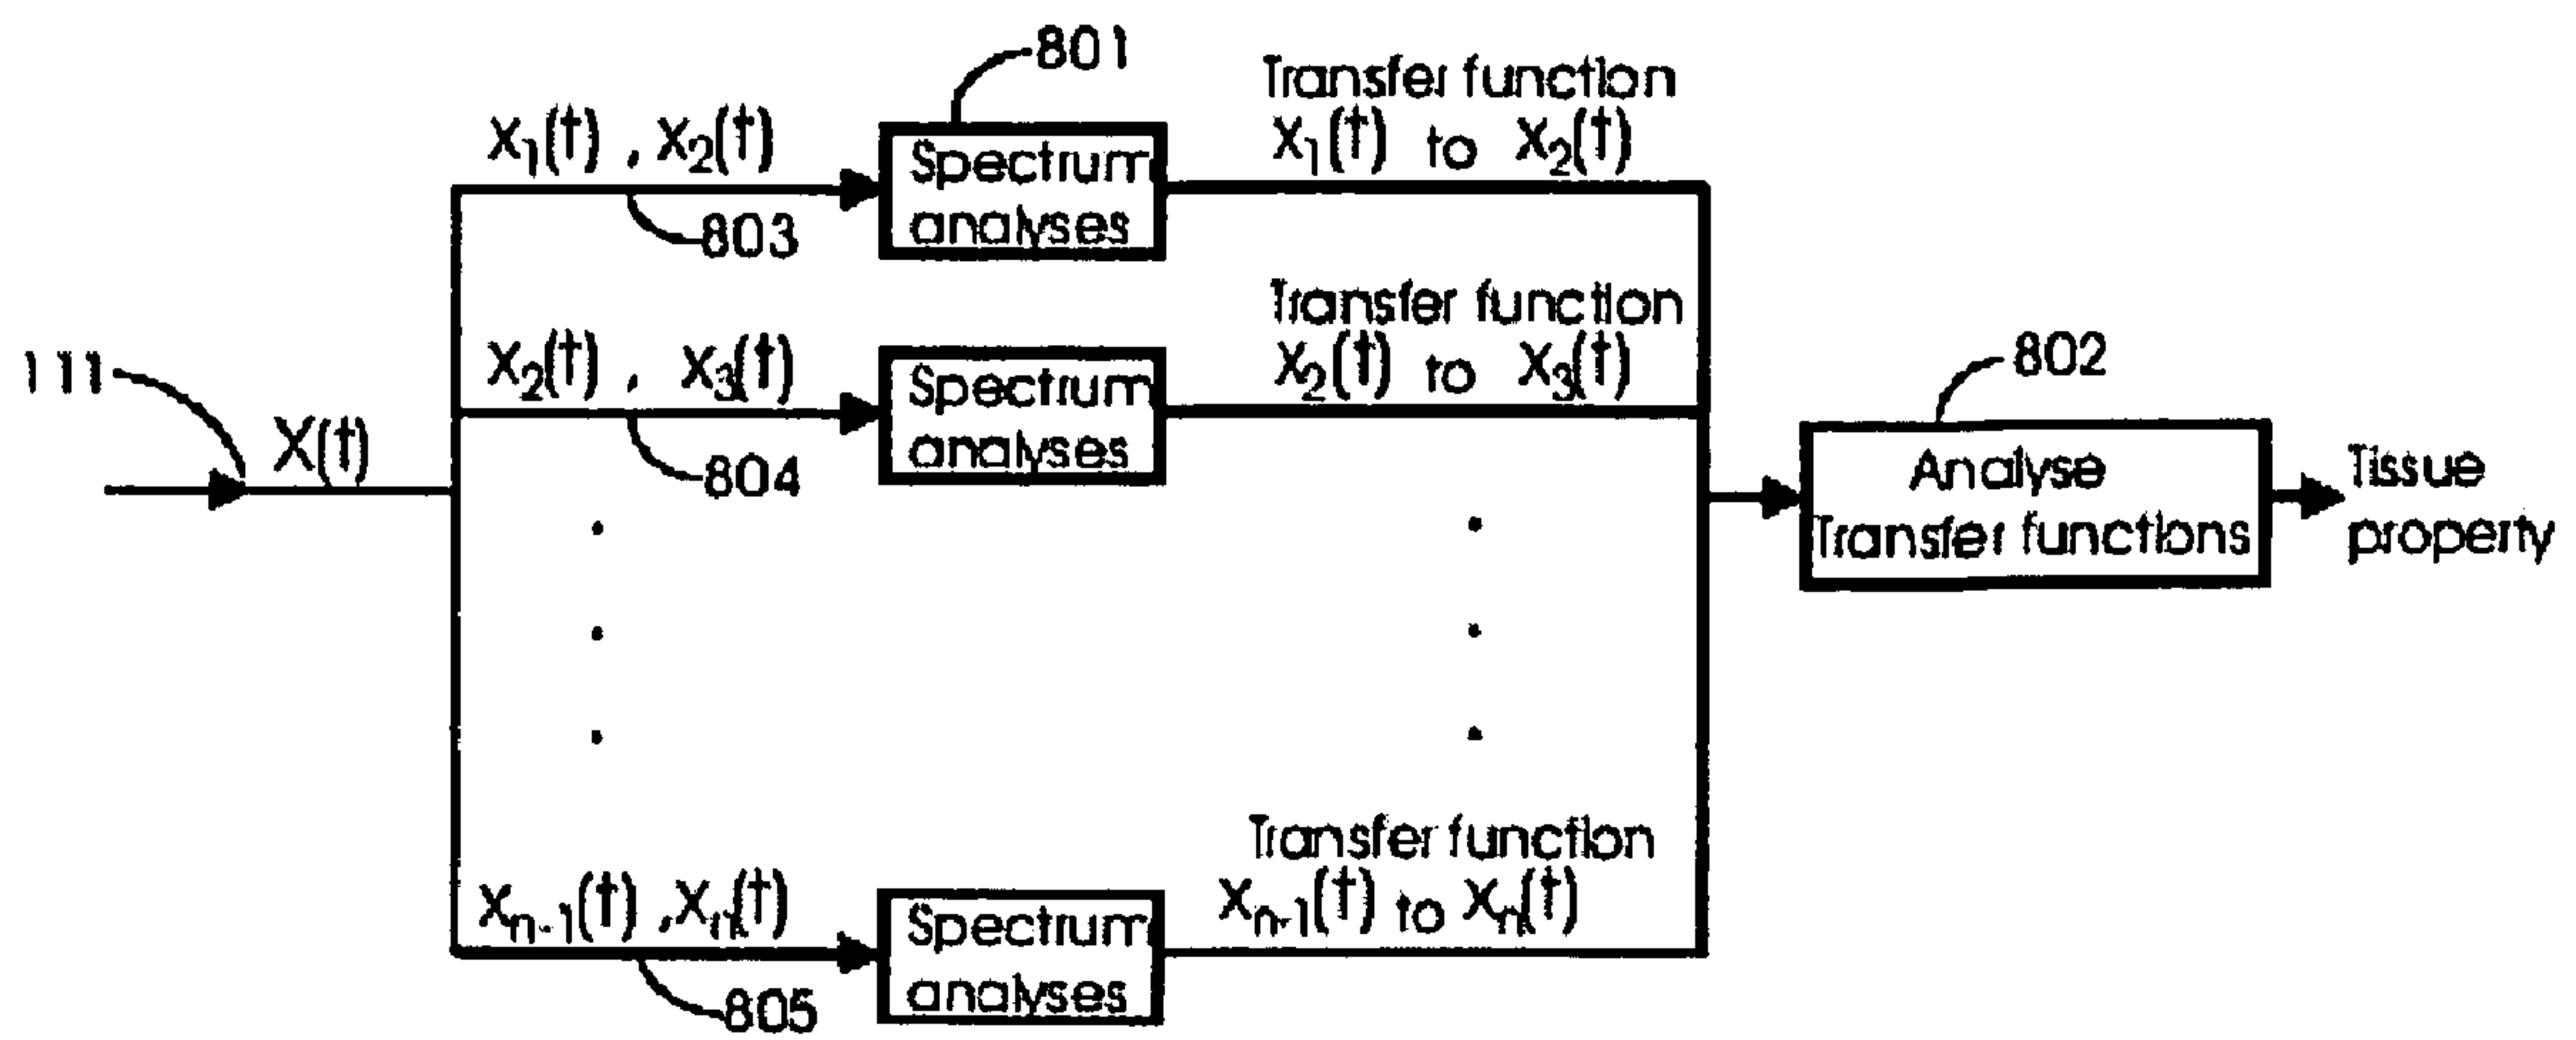 801
Transfer function
x₁(t) , x₂(t)
Spectrum
analyses
x₁(t) to x₂(t)
803
Transfer function
x₂(t) , x₃(t)
Spectrum
analyses
x₂(t) to x₃(t)
802
111
X(t)
804
Analyse
Transfer functions
Tissue
property
Transfer function
xₙ₋₁(t) , xₙ(t)
Spectrum
analyses
xₙ₋₁(t) to xₙ(t)
805